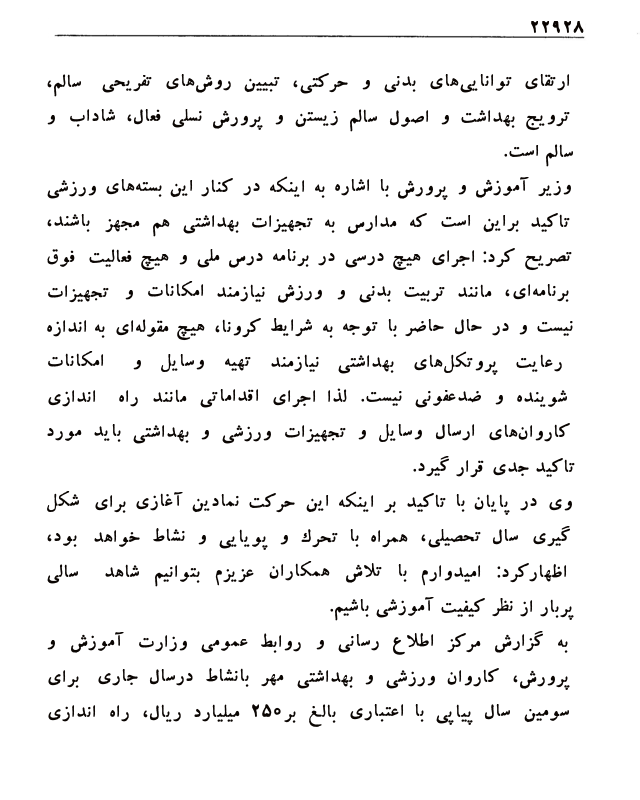 ۲۲۹۲۸
ارتقای توانایی‌های بدنی و حرکتی، تبیین روش‌های تفریحی سالم،
ترویج بهداشت و اصول سالم زیستن و پرورش نسلی فعال، شاداب و
سالم است.
وزیر آموزش و پرورش با اشاره به اینکه در کنار این بسته‌های ورزشی
تاکید براین است که مدارس به تجهیزات بهداشتی هم مجهز باشند،
تصریح کرد: اجرای هیچ درسی در برنامه درس ملی و هیچ فعالیت فوق
برنامه‌ای، مانند تربیت بدنی و ورزش نیازمند امکانات و تجهیزات
نیست و در حال حاضر با توجه به شرایط کرونا، هیچ مقوله‌ای به اندازه
رعایت پروتکل‌های بهداشتی نیازمند تهیه وسایل و امکانات
شوینده و ضدعفونی نیست. لذا اجرای اقداماتی مانند راه اندازی
کاروان‌های ارسال وسایل و تجهیزات ورزشی و بهداشتی باید مورد
تاکید جدی قرار گیرد.
وی در پایان با تاکید بر اینکه این حرکت نمادین آغازی برای شکل
گیری سال تحصیلی، همراه با تحرك و پویایی و نشاط خواهد بود،
اظهارکرد: امیدوارم با تلاش همکاران عزیزم بتوانیم شاهد سالی
پربار از نظر کیفیت آموزشی باشیم.
به گزارش مرکز اطلاع رسانی و روابط عمومی وزارت آموزش و
پرورش، کاروان ورزشی و بهداشتی مهر بانشاط درسال جاری برای
سومین سال پیاپی با اعتباری بالغ بر۲۵۰ میلیارد ریال، راه اندازی